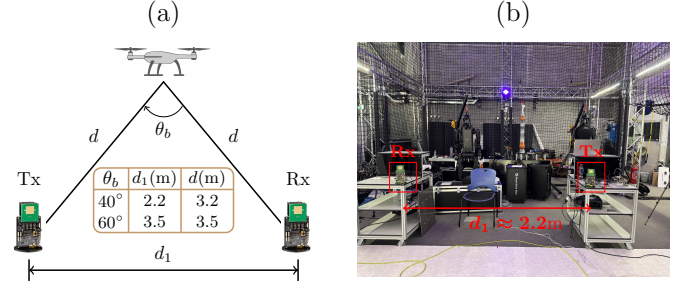 (a)
d
θ_b
d
Tx
Rx
θ_b d_1(m) d(m)
40° 2.2 3.2
60° 3.5 3.5
d_1
(b)
Rx
Tx
d_1 ≈ 2.2m